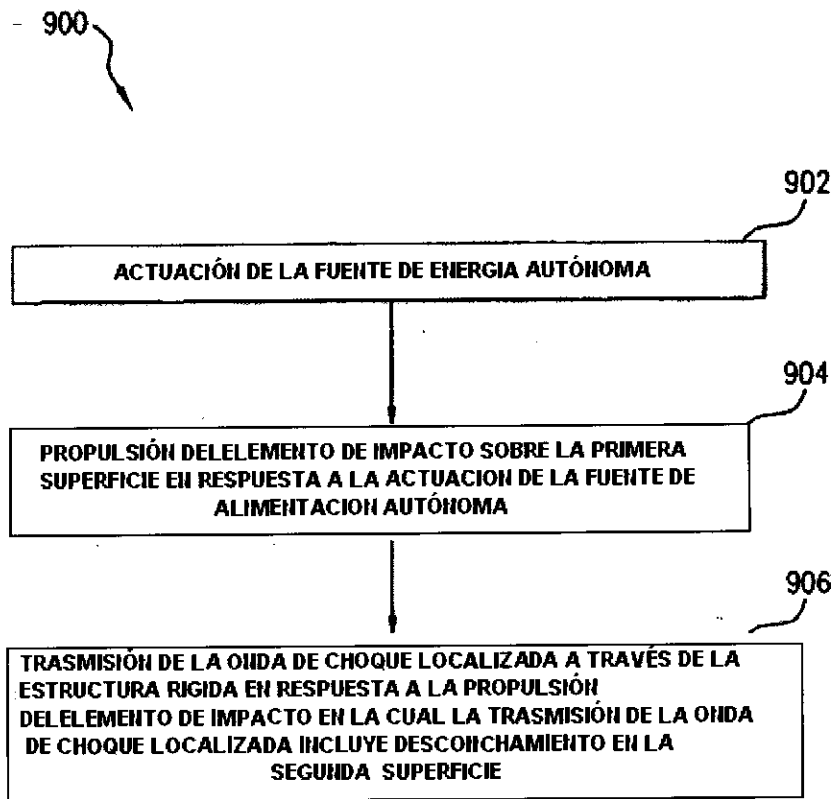 900
902
ACTUACIÓN DE LA FUENTE DE ENERGIA AUTÓNOMA
904
PROPULSIÓN DELELEMENTO DE IMPACTO SOBRE LA PRIMERA
SUPERFICIE EN RESPUESTA A LA ACTUACION DE LA FUENTE DE
ALIMENTACION AUTÓNOMA
906
TRASMISIÓN DE LA ONDA DE CHOQUE LOCALIZADA A TRAVÉS DE LA
ESTRUCTURA RIGIDA EN RESPUESTA A LA PROPULSIÓN
DELELEMENTO DE IMPACTO EN LA CUAL LA TRASMISIÓN DE LA ONDA
DE CHOQUE LOCALIZADA INCLUYE DESCONCHAMIENTO EN LA
SEGUNDA SUPERFICIE